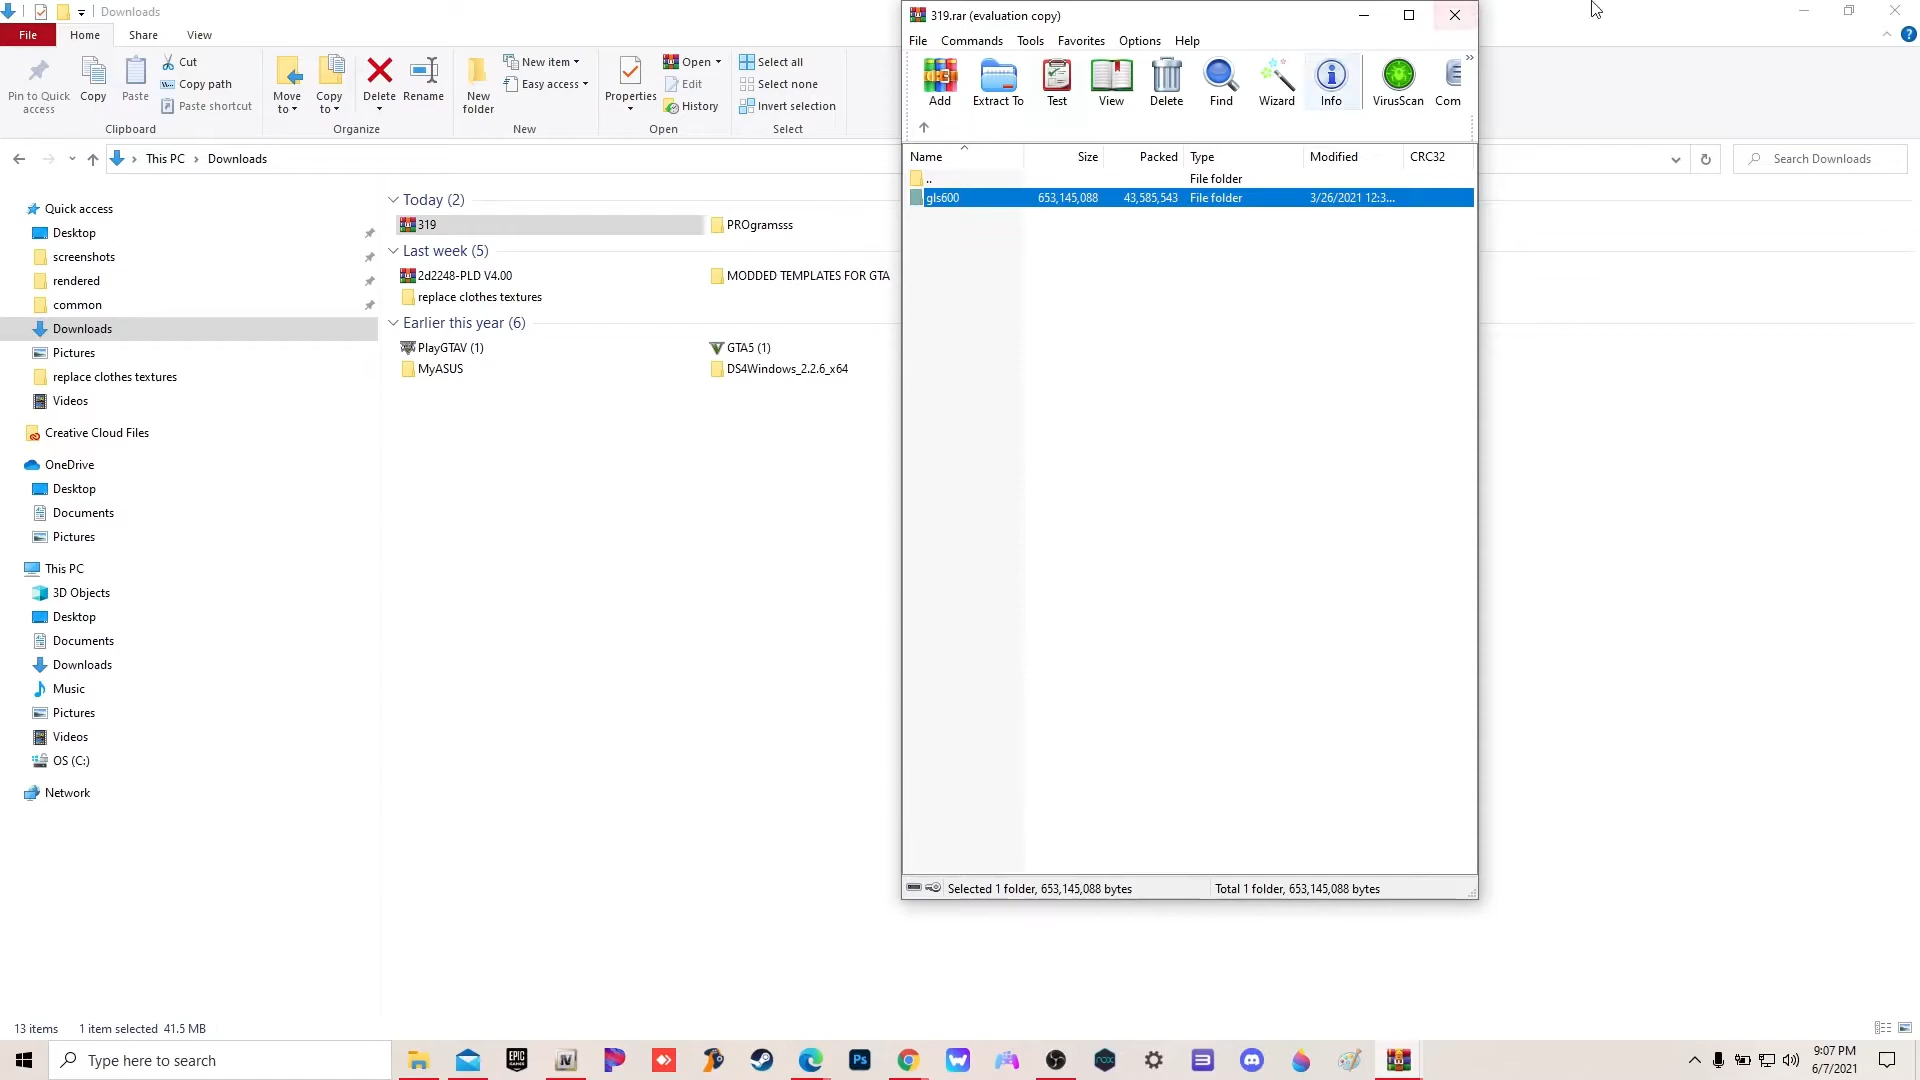 Downloads
File
Home
Share
View
Pin to Quick access
Copy
Paste
Cut
Copy path
Paste shortcut
Clipboard
Move to
Copy to
Delete
Rename
Organize
New folder
New item
Easy access
New
Properties
Open
Edit
History
Open
Select all
Select none
Invert selection
Select
This PC
Downloads
Search Downloads
Quick access
Desktop
screenshots
rendered
common
Downloads
Pictures
replace clothes textures
Videos
Creative Cloud Files
OneDrive
Desktop
Documents
Pictures
This PC
3D Objects
Desktop
Documents
Downloads
Music
Pictures
Videos
OS (C:)
Network
Today (2)
319
PROgramsss
Last week (5)
2d2248-PLD V4.00
MODDED TEMPLATES FOR GTA
replace clothes textures
Earlier this year (6)
PlayGTAV (1)
GTA5 (1)
MyASUS
DS4Windows_2.2.6_x64
319.rar (evaluation copy)
File Commands Tools Favorites Options Help
Add
Extract To
Test
View
Delete
Find
Wizard
Info
VirusScan
Com
Name Size Packed Type Modified CRC32
.. File folder
gls600 653,145,088 43,585,543 File folder 3/26/2021 12:3...
Selected 1 folder, 653,145,088 bytes
Total 1 folder, 653,145,088 bytes
13 items 1 item selected 41.5 MB
Type here to search
EPIC GAMES
Ps
nox
9:07 PM
6/7/2021